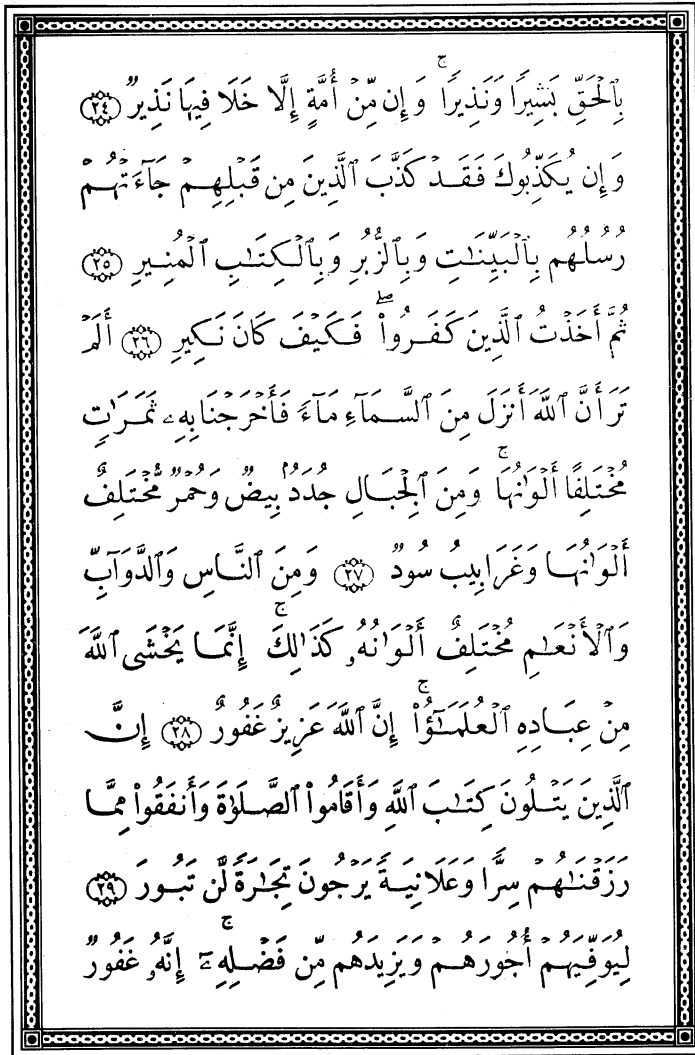 بِٱلْحَقِّ بَشِيرًا وَنَذِيرًا ۚ وَإِن مِّنْ أُمَّةٍ إِلَّا خَلَا فِيهَا نَذِيرٌ ﴿٢٤﴾
وَإِن يُكَذِّبُوكَ فَقَدْ كَذَّبَ ٱلَّذِينَ مِن قَبْلِهِمْ جَآءَتْهُمْ
رُسُلُهُم بِٱلْبَيِّنَٰتِ وَبِٱلزُّبُرِ وَبِٱلْكِتَٰبِ ٱلْمُنِيرِ ﴿٢٥﴾
ثُمَّ أَخَذْتُ ٱلَّذِينَ كَفَرُوا۟ ۖ فَكَيْفَ كَانَ نَكِيرِ ﴿٢٦﴾ أَلَمْ
تَرَ أَنَّ ٱللَّهَ أَنزَلَ مِنَ ٱلسَّمَآءِ مَآءً فَأَخْرَجْنَا بِهِۦ ثَمَرَٰتٍ
مُّخْتَلِفًا أَلْوَٰنُهَا ۚ وَمِنَ ٱلْجِبَالِ جُدَدٌۢ بِيضٌ وَحُمْرٌ مُّخْتَلِفٌ
أَلْوَٰنُهَا وَغَرَابِيبُ سُودٌ ﴿٢٧﴾ وَمِنَ ٱلنَّاسِ وَٱلدَّوَآبِّ
وَٱلْأَنْعَٰمِ مُخْتَلِفٌ أَلْوَٰنُهُۥ كَذَٰلِكَ ۗ إِنَّمَا يَخْشَى ٱللَّهَ
مِنْ عِبَادِهِ ٱلْعُلَمَٰٓؤُا۟ ۗ إِنَّ ٱللَّهَ عَزِيزٌ غَفُورٌ ﴿٢٨﴾ إِنَّ
ٱلَّذِينَ يَتْلُونَ كِتَٰبَ ٱللَّهِ وَأَقَامُوا۟ ٱلصَّلَوٰةَ وَأَنفَقُوا۟ مِمَّا
رَزَقْنَٰهُمْ سِرًّا وَعَلَانِيَةً يَرْجُونَ تِجَٰرَةً لَّن تَبُورَ ﴿٢٩﴾
لِيُوَفِّيَهُمْ أُجُورَهُمْ وَيَزِيدَهُم مِّن فَضْلِهِۦٓ ۚ إِنَّهُۥ غَفُورٌ